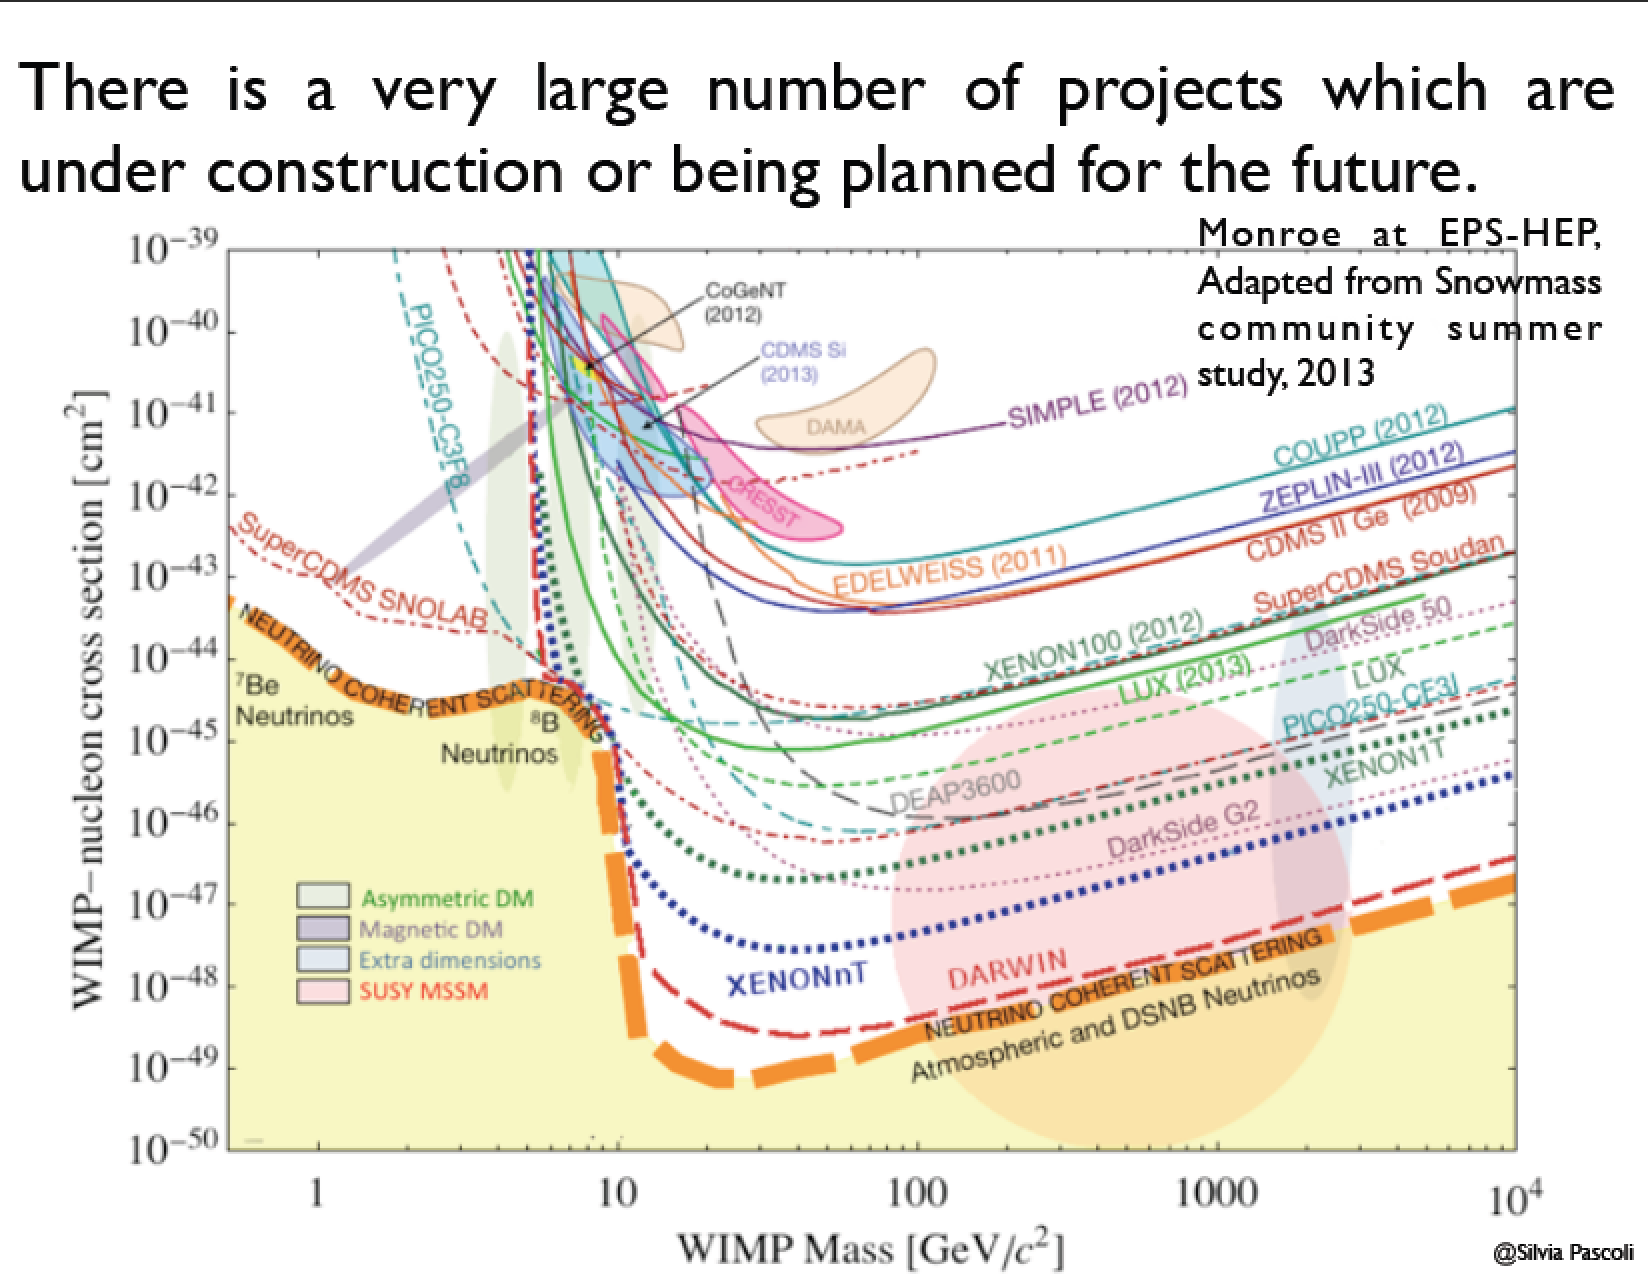 There is a very large number of projects which are
under construction or being planned for the future.
Monroe at EPS-HEP,
Adapted from Snowmass
community summer
study, 2013
WIMP−nucleon cross section [cm²]
10⁻³⁹
10⁻⁴⁰
10⁻⁴¹
10⁻⁴²
10⁻⁴³
10⁻⁴⁴
10⁻⁴⁵
10⁻⁴⁶
10⁻⁴⁷
10⁻⁴⁸
10⁻⁴⁹
10⁻⁵⁰
CoGeNT
(2012)
CDMS Si
(2013)
PICO250-C3F8
SIMPLE (2012)
DAMA
CRESST
COUPP (2012)
ZEPLIN-III (2012)
CDMS II Ge (2009)
EDELWEISS (2011)
SuperCDMS Soudan
SuperCDMS SNOLAB
XENON100 (2012)
DarkSide 50
LUX (2013)
LUX
PICO250-CF3I
NEUTRINO COHERENT SCATTERING
⁷Be
Neutrinos
⁸B
Neutrinos
DEAP3600
XENON1T
DarkSide G2
XENONnT
DARWIN
NEUTRINO COHERENT SCATTERING
Atmospheric and DSNB Neutrinos
Asymmetric DM
Magnetic DM
Extra dimensions
SUSY MSSM
1
10
100
1000
10⁴
WIMP Mass [GeV/c²]
@Silvia Pascoli